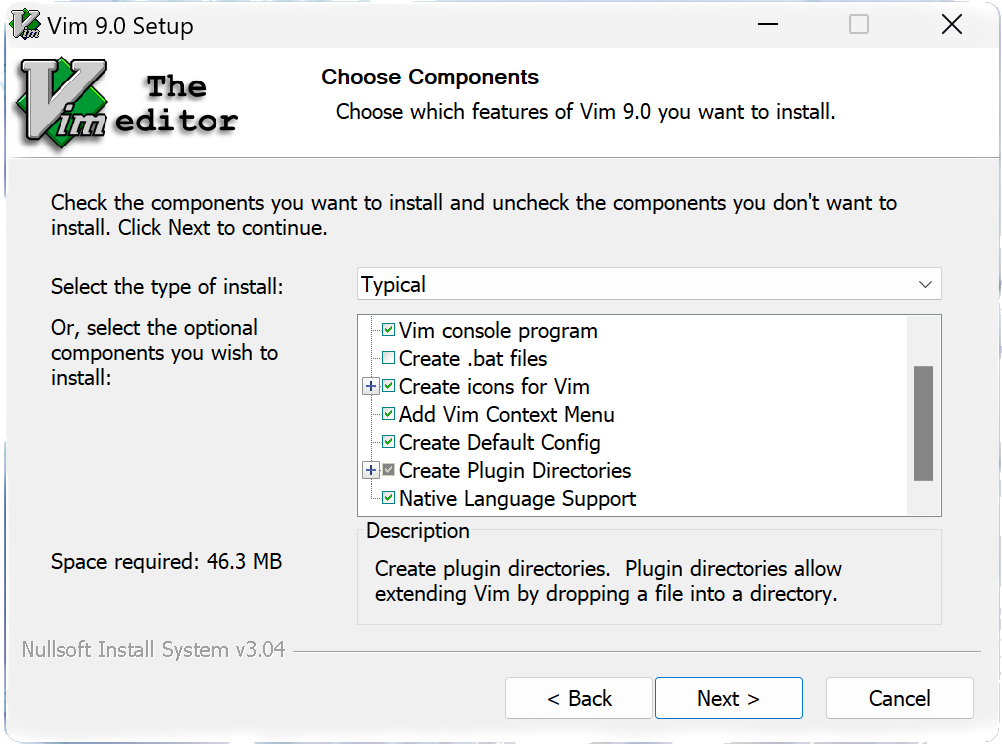 Vim 9.0 Setup
Vim The
editor
Choose Components
Choose which features of Vim 9.0 you want to install.
Check the components you want to install and uncheck the components you don't want to
install. Click Next to continue.
Select the type of install:
Typical
Or, select the optional
components you wish to
install:
Vim console program
Create .bat files
Create icons for Vim
Add Vim Context Menu
Create Default Config
Create Plugin Directories
Native Language Support
Space required: 46.3 MB
Description
Create plugin directories.  Plugin directories allow
extending Vim by dropping a file into a directory.
Nullsoft Install System v3.04
< Back
Next >
Cancel